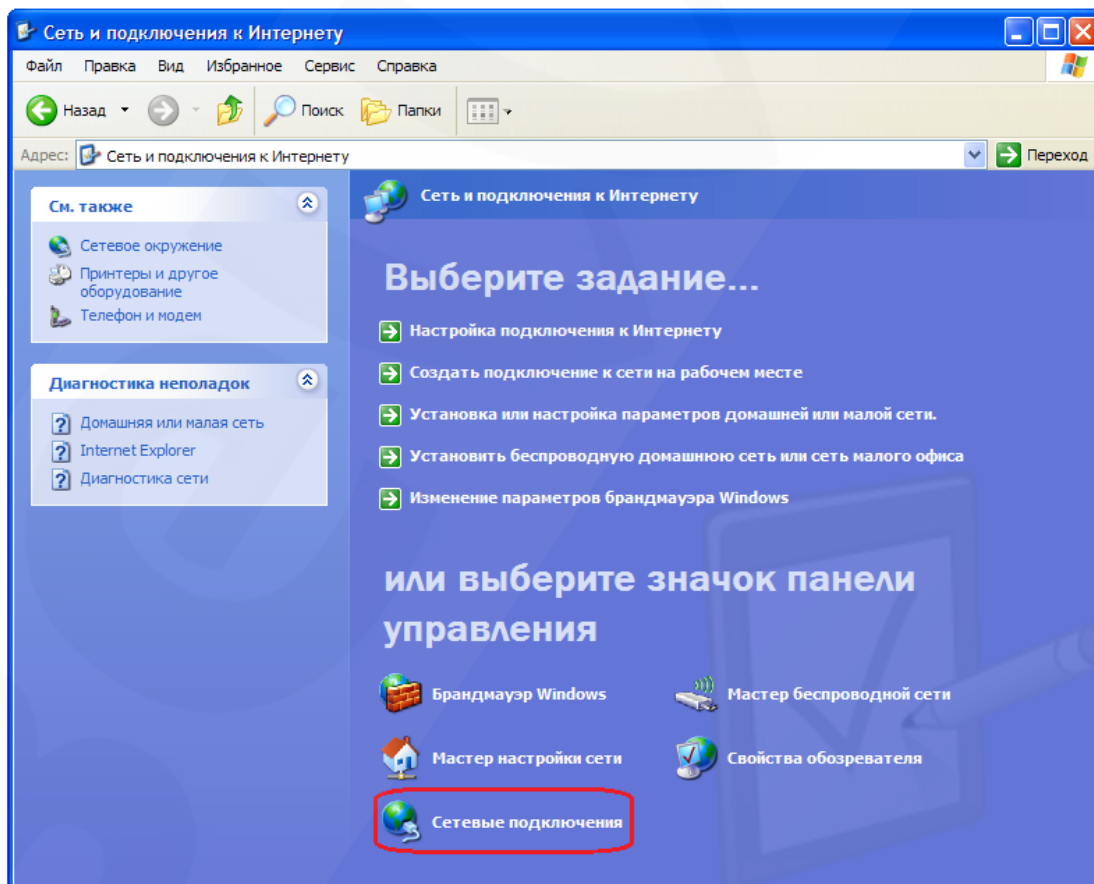 Сеть и подключения к Интернету
Файл Правка Вид Избранное Сервис Справка
Назад Поиск Папки
Адрес: Сеть и подключения к Интернету Переход
См. также
Сетевое окружение
Принтеры и другое
оборудование
Телефон и модем
Диагностика неполадок
Домашняя или малая сеть
Internet Explorer
Диагностика сети
Сеть и подключения к Интернету
Выберите задание...
Настройка подключения к Интернету
Создать подключение к сети на рабочем месте
Установка или настройка параметров домашней или малой сети.
Установить беспроводную домашнюю сеть или сеть малого офиса
Изменение параметров брандмауэра Windows
или выберите значок панели
управления
Брандмауэр Windows
Мастер беспроводной сети
Мастер настройки сети
Свойства обозревателя
Сетевые подключения